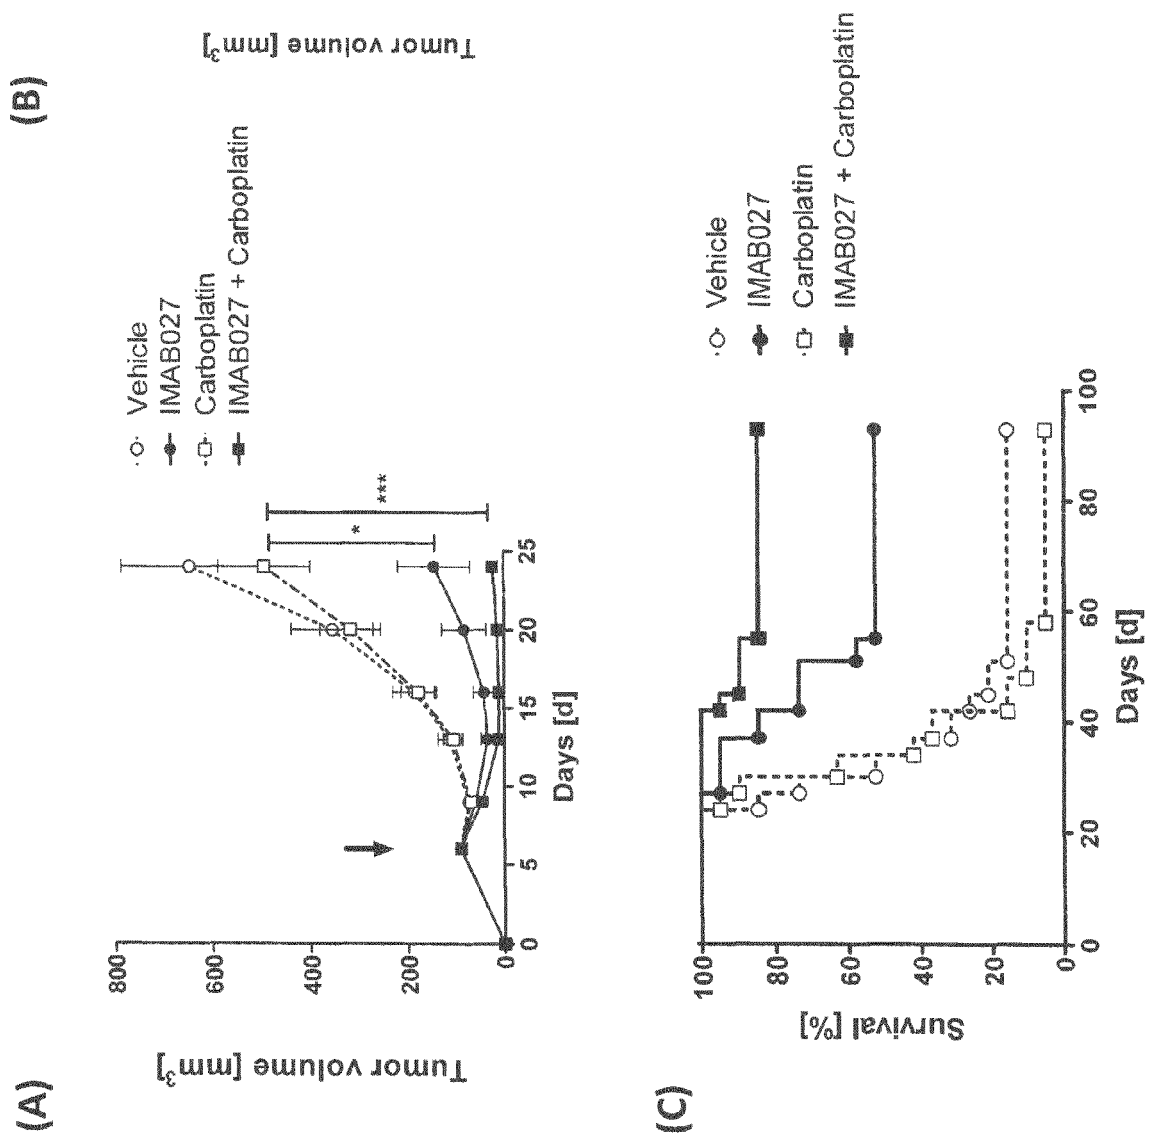 (A)
Tumor volume [mm³]
800
600
400
200
0
0
5
10
15
20
25
Days [d]
*
***
Vehicle
IMAB027
Carboplatin
IMAB027 + Carboplatin
(B)
Tumor volume [mm³]
(C)
Survival [%]
100
80
60
40
20
0
0
20
40
60
80
100
Days [d]
Vehicle
IMAB027
Carboplatin
IMAB027 + Carboplatin